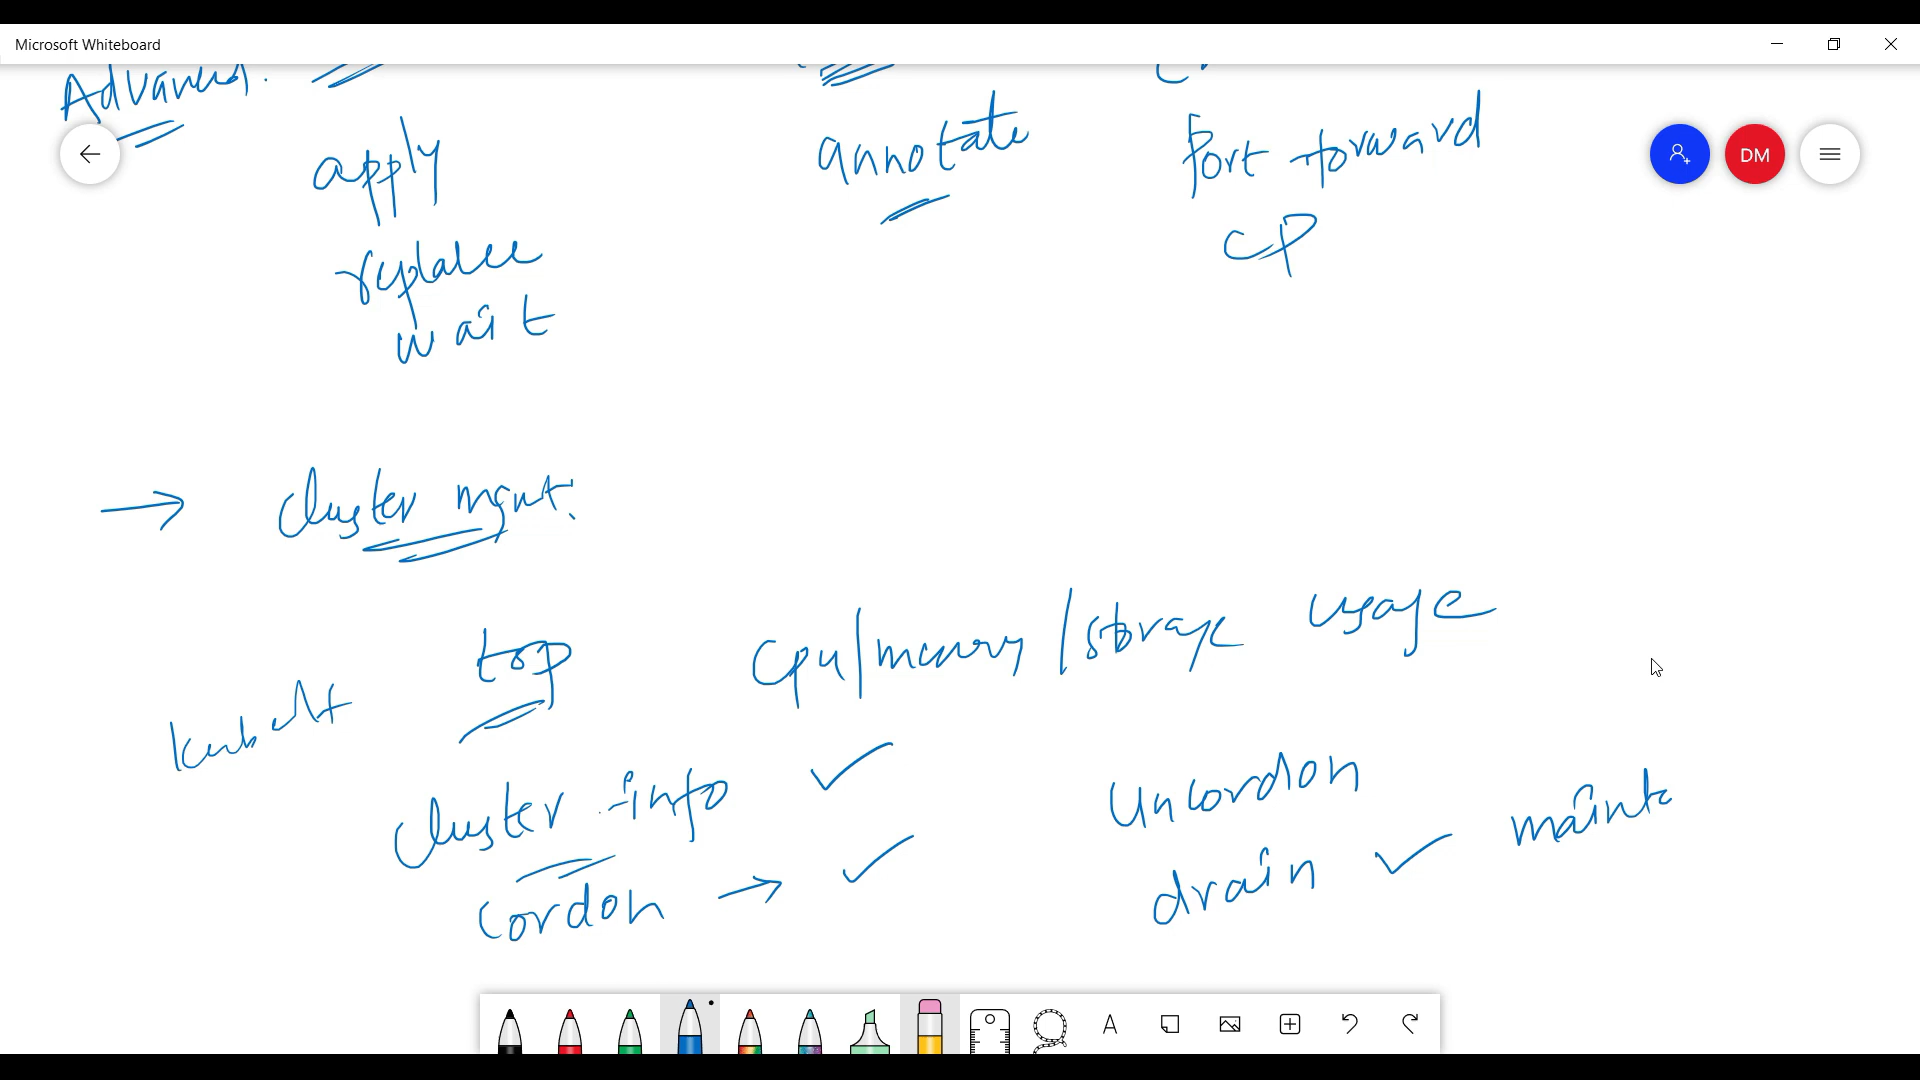 Microsoft Whiteboard
Advanced.
apply
annotate
Port-forward
DM
replace
cp
wait
→ Cluster mgmt:
top
cpu/memory/storage usage
kubectl
cluster-info ✓
uncordon
cordon → ✓
drain ✓ mainte
A